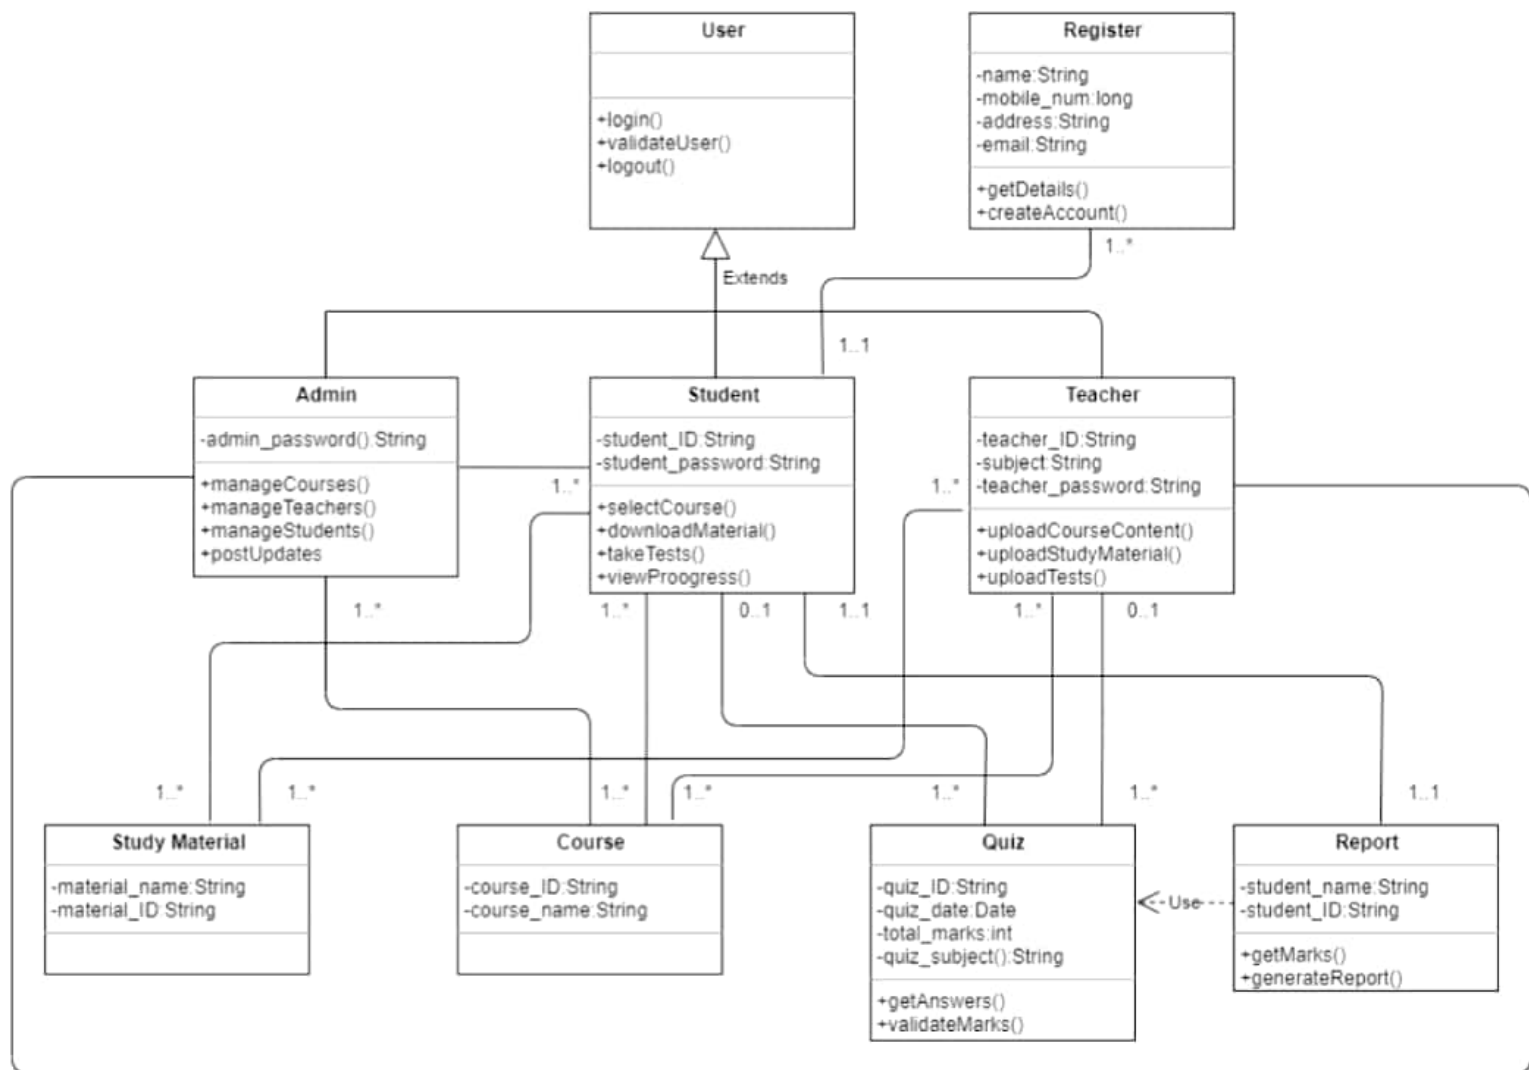 User
+login()
+validateUser()
+logout()
Register
-name:String
-mobile_num:long
-address:String
-email:String
+getDetails()
+createAccount()
1..*
Extends
1..1
Admin
-admin_password():String
+manageCourses()
+manageTeachers()
+manageStudents()
+postUpdates
1..*
Student
-student_ID:String
-student_password:String
+selectCourse()
+downloadMaterial()
+takeTests()
+viewProogress()
1..*
Teacher
-teacher_ID:String
-subject:String
-teacher_password:String
+uploadCourseContent()
+uploadStudyMaterial()
+uploadTests()
1..*
1..*
0..1
1..1
1..*
0..1
1..*
1..*
1..*
1..*
1..*
1..*
1..1
Study Material
-material_name:String
-material_ID:String
Course
-course_ID:String
-course_name:String
Quiz
-quiz_ID:String
-quiz_date:Date
-total_marks:int
-quiz_subject():String
+getAnswers()
+validateMarks()
Use
Report
-student_name:String
-student_ID:String
+getMarks()
+generateReport()